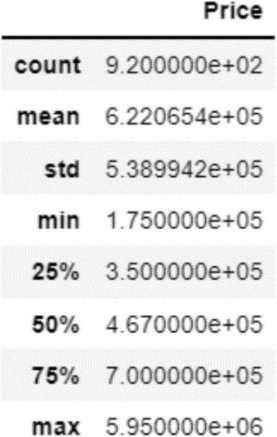 Price
count 9.200000e+02
mean 6.220654e+05
std 5.389942e+05
min 1.750000e+05
25% 3.500000e+05
50% 4.670000e+05
75% 7.000000e+05
max 5.950000e+06